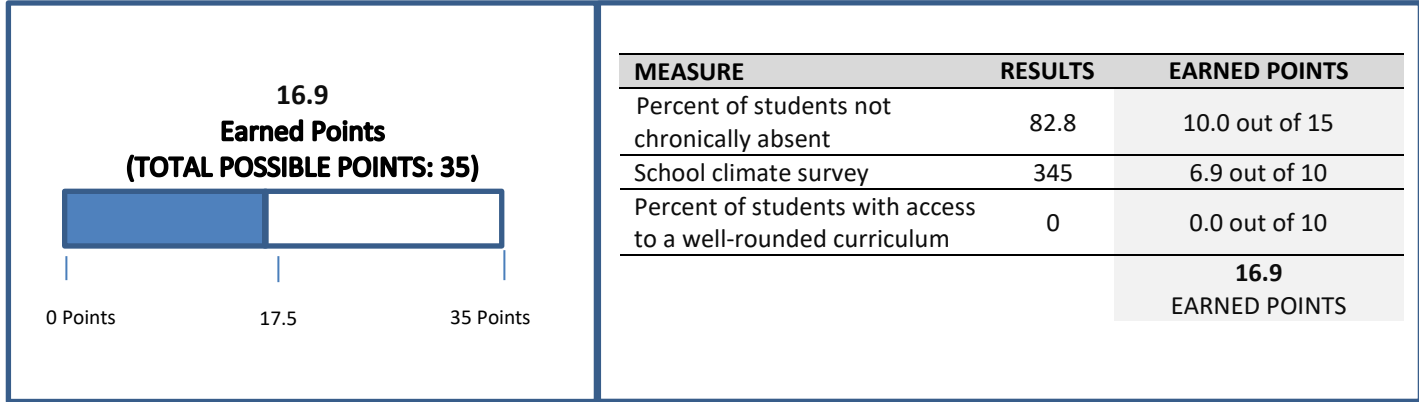 16.9
Earned Points
(TOTAL POSSIBLE POINTS: 35)
0 Points 17.5 35 Points
MEASURE RESULTS EARNED POINTS
Percent of students not
chronically absent 82.8 10.0 out of 15
School climate survey 345 6.9 out of 10
Percent of students with access
to a well-rounded curriculum 0 0.0 out of 10
16.9
EARNED POINTS